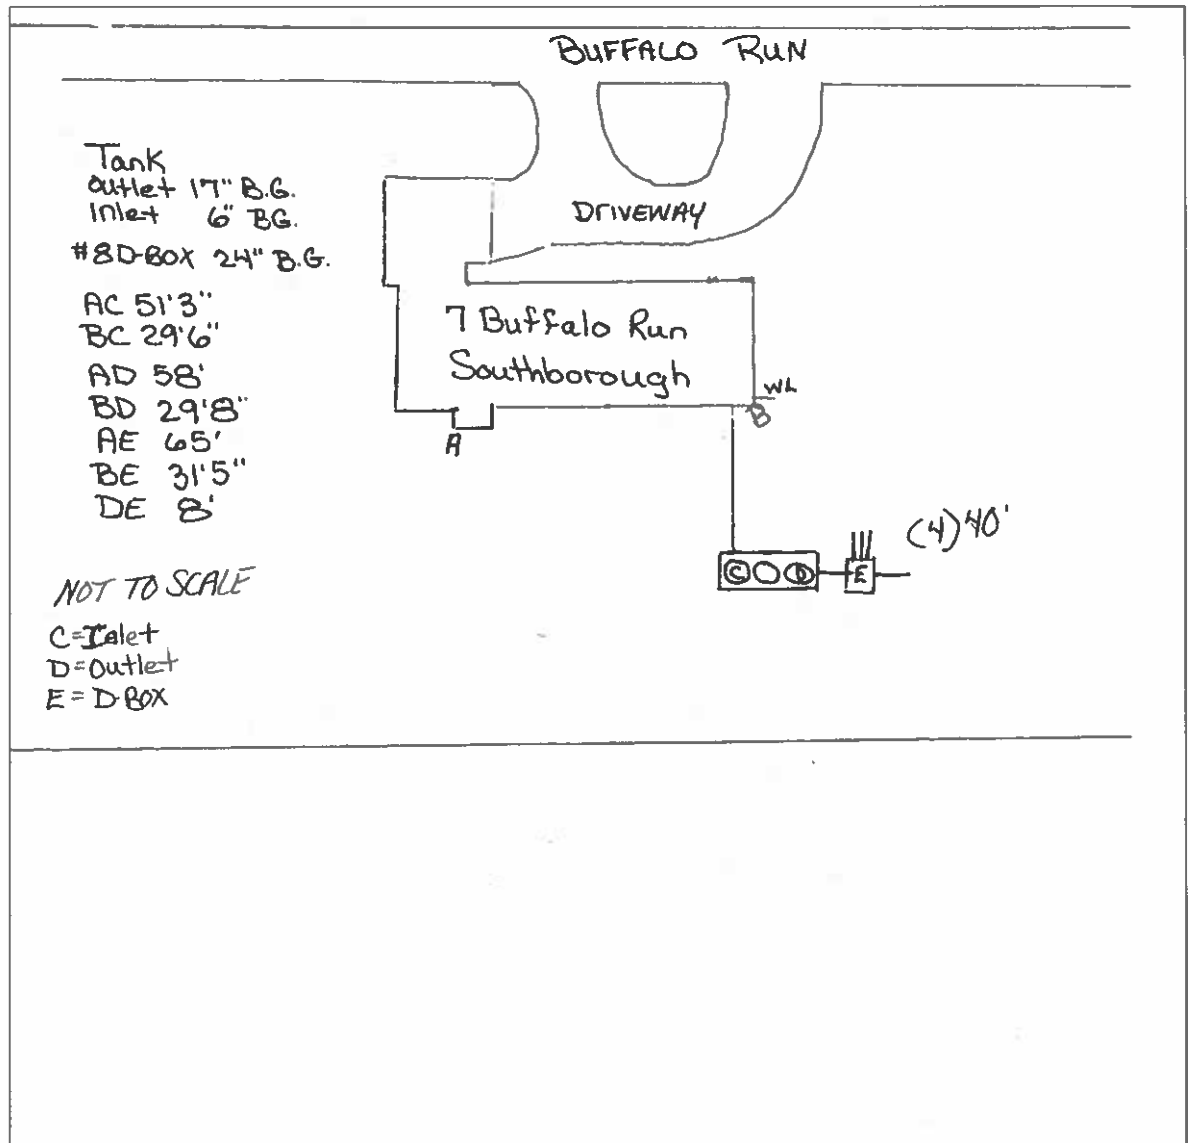 BUFFALO RUN
Tank
outlet 17" B.G.
Inlet 6" BG.
#8 D-BOX 24" B.G.
DRIVEWAY
AC 51'3"
BC 29'6"
AD 58'
BD 29'8"
AE 65'
BE 31'5"
DE 8'
7 Buffalo Run
Southborough
WL
B
A
(4) 40'
C D E
NOT TO SCALE
C=Inlet
D=Outlet
E=D-BOX